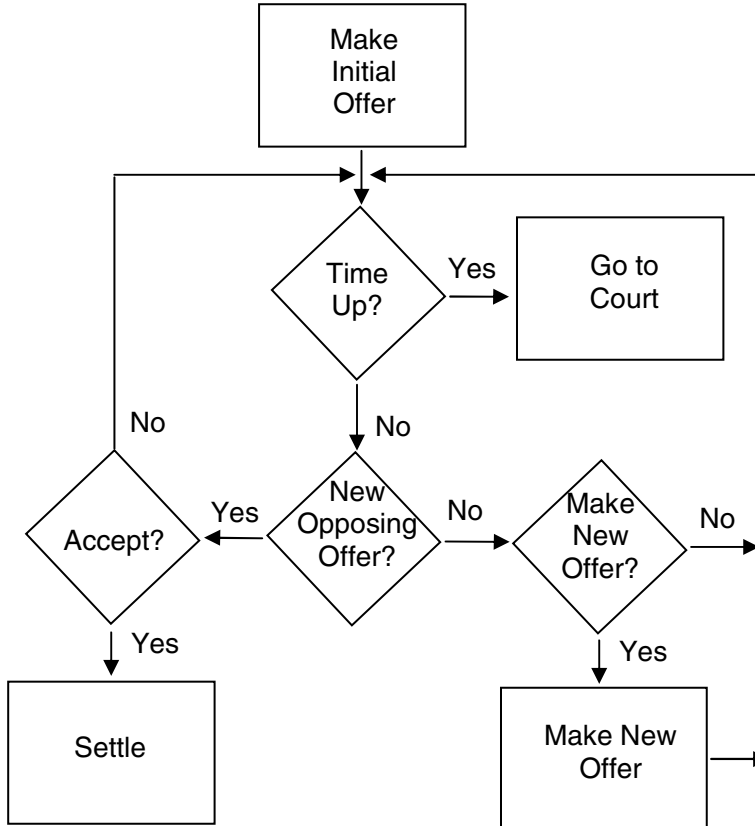 Make
Initial
Offer
Time
Up?
Yes
Go to
Court
No
No
New
Opposing
Offer?
Yes
Accept?
No
Make
New
Offer?
No
Yes
Settle
Yes
Make New
Offer